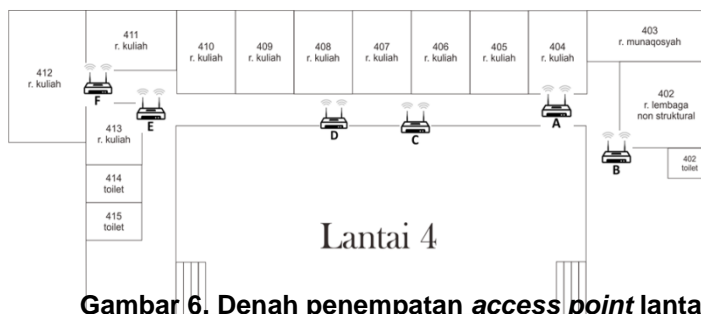 411
r. kuliah
410
r. kuliah
409
r. kuliah
408
r. kuliah
407
r. kuliah
406
r. kuliah
405
r. kuliah
404
r. kuliah
403
r. munaqosyah
412
r. kuliah
F
E
D
C
A
402
r. lembaga
non struktural
413
r. kuliah
B
402
toilet
414
toilet
415
toilet
Lantai 4
Gambar 6. Denah penempatan access point lanta